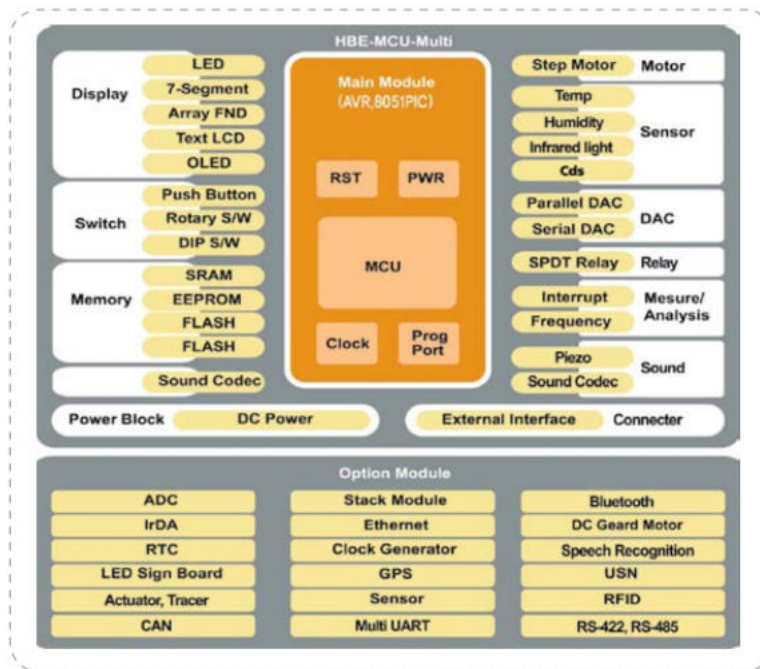 HBE-MCU-Multi
Display
LED
7-Segment
Array FND
Text LCD
OLED
Switch
Push Button
Rotary S/W
DIP S/W
Memory
SRAM
EEPROM
FLASH
FLASH
Sound Codec
Main Module
(AVR,8051PIC)
RST
PWR
MCU
Clock
Prog
Port
Step Motor
Motor
Temp
Humidity
Infrared light
Cds
Sensor
Parallel DAC
Serial DAC
DAC
SPDT Relay
Relay
Interrupt
Frequency
Mesure/
Analysis
Piezo
Sound Codec
Sound
Power Block
DC Power
External Interface
Connecter
Option Module
ADC
Stack Module
Bluetooth
IrDA
Ethernet
DC Geard Motor
RTC
Clock Generator
Speech Recognition
LED Sign Board
GPS
USN
Actuator, Tracer
Sensor
RFID
CAN
Multi UART
RS-422, RS-485